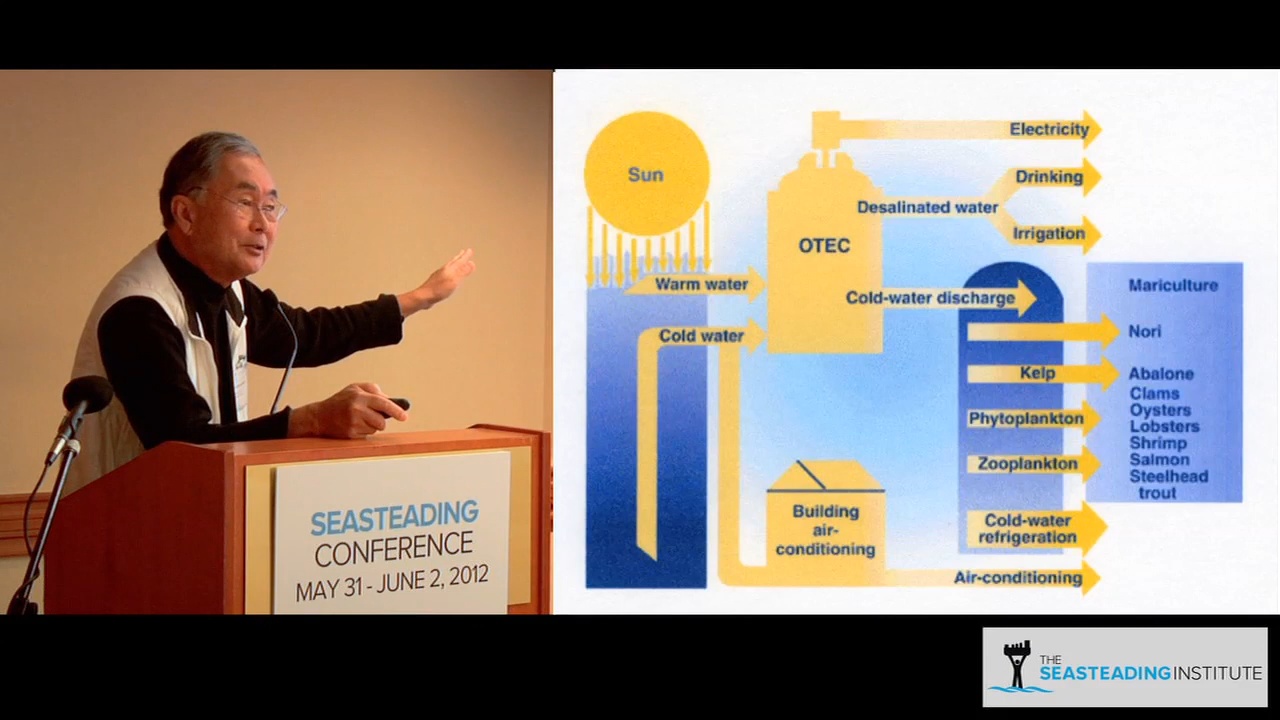 SEASTEADING
CONFERENCE
MAY 31 - JUNE 2, 2012
Sun
Warm water
Cold water
OTEC
Electricity
Desalinated water
Drinking
Irrigation
Cold-water discharge
Kelp
Phytoplankton
Zooplankton
Cold-water
refrigeration
Mariculture
Nori
Abalone
Clams
Oysters
Lobsters
Shrimp
Salmon
Steelhead
trout
Building
air-
conditioning
Air-conditioning
THE
SEASTEADING INSTITUTE